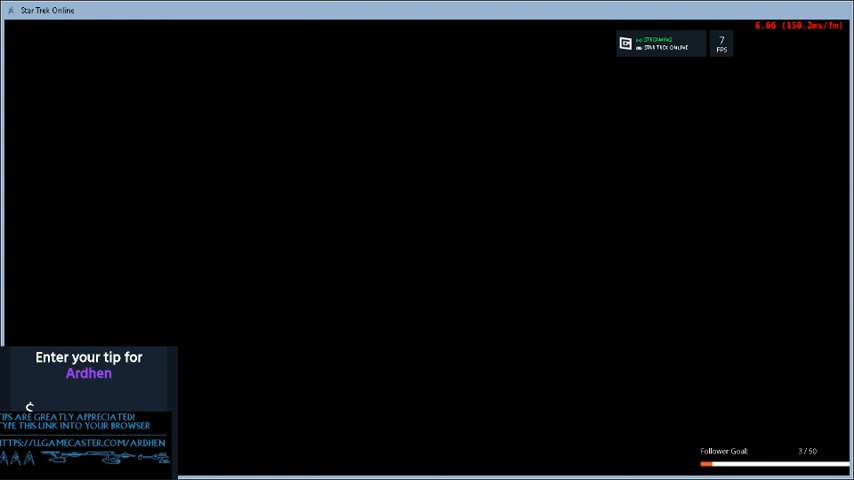 Star Trek Online
6.66 (150.2ms/fm)
STREAMING
STAR TREK ONLINE
7
FPS
Enter your tip for
Ardhen
$
TIPS ARE GREATLY APPRECIATED!
TYPE THIS LINK INTO YOUR BROWSER
HTTPS://U.GAMECASTER.COM/ARDHEN
Follower Goal: 3 / 50